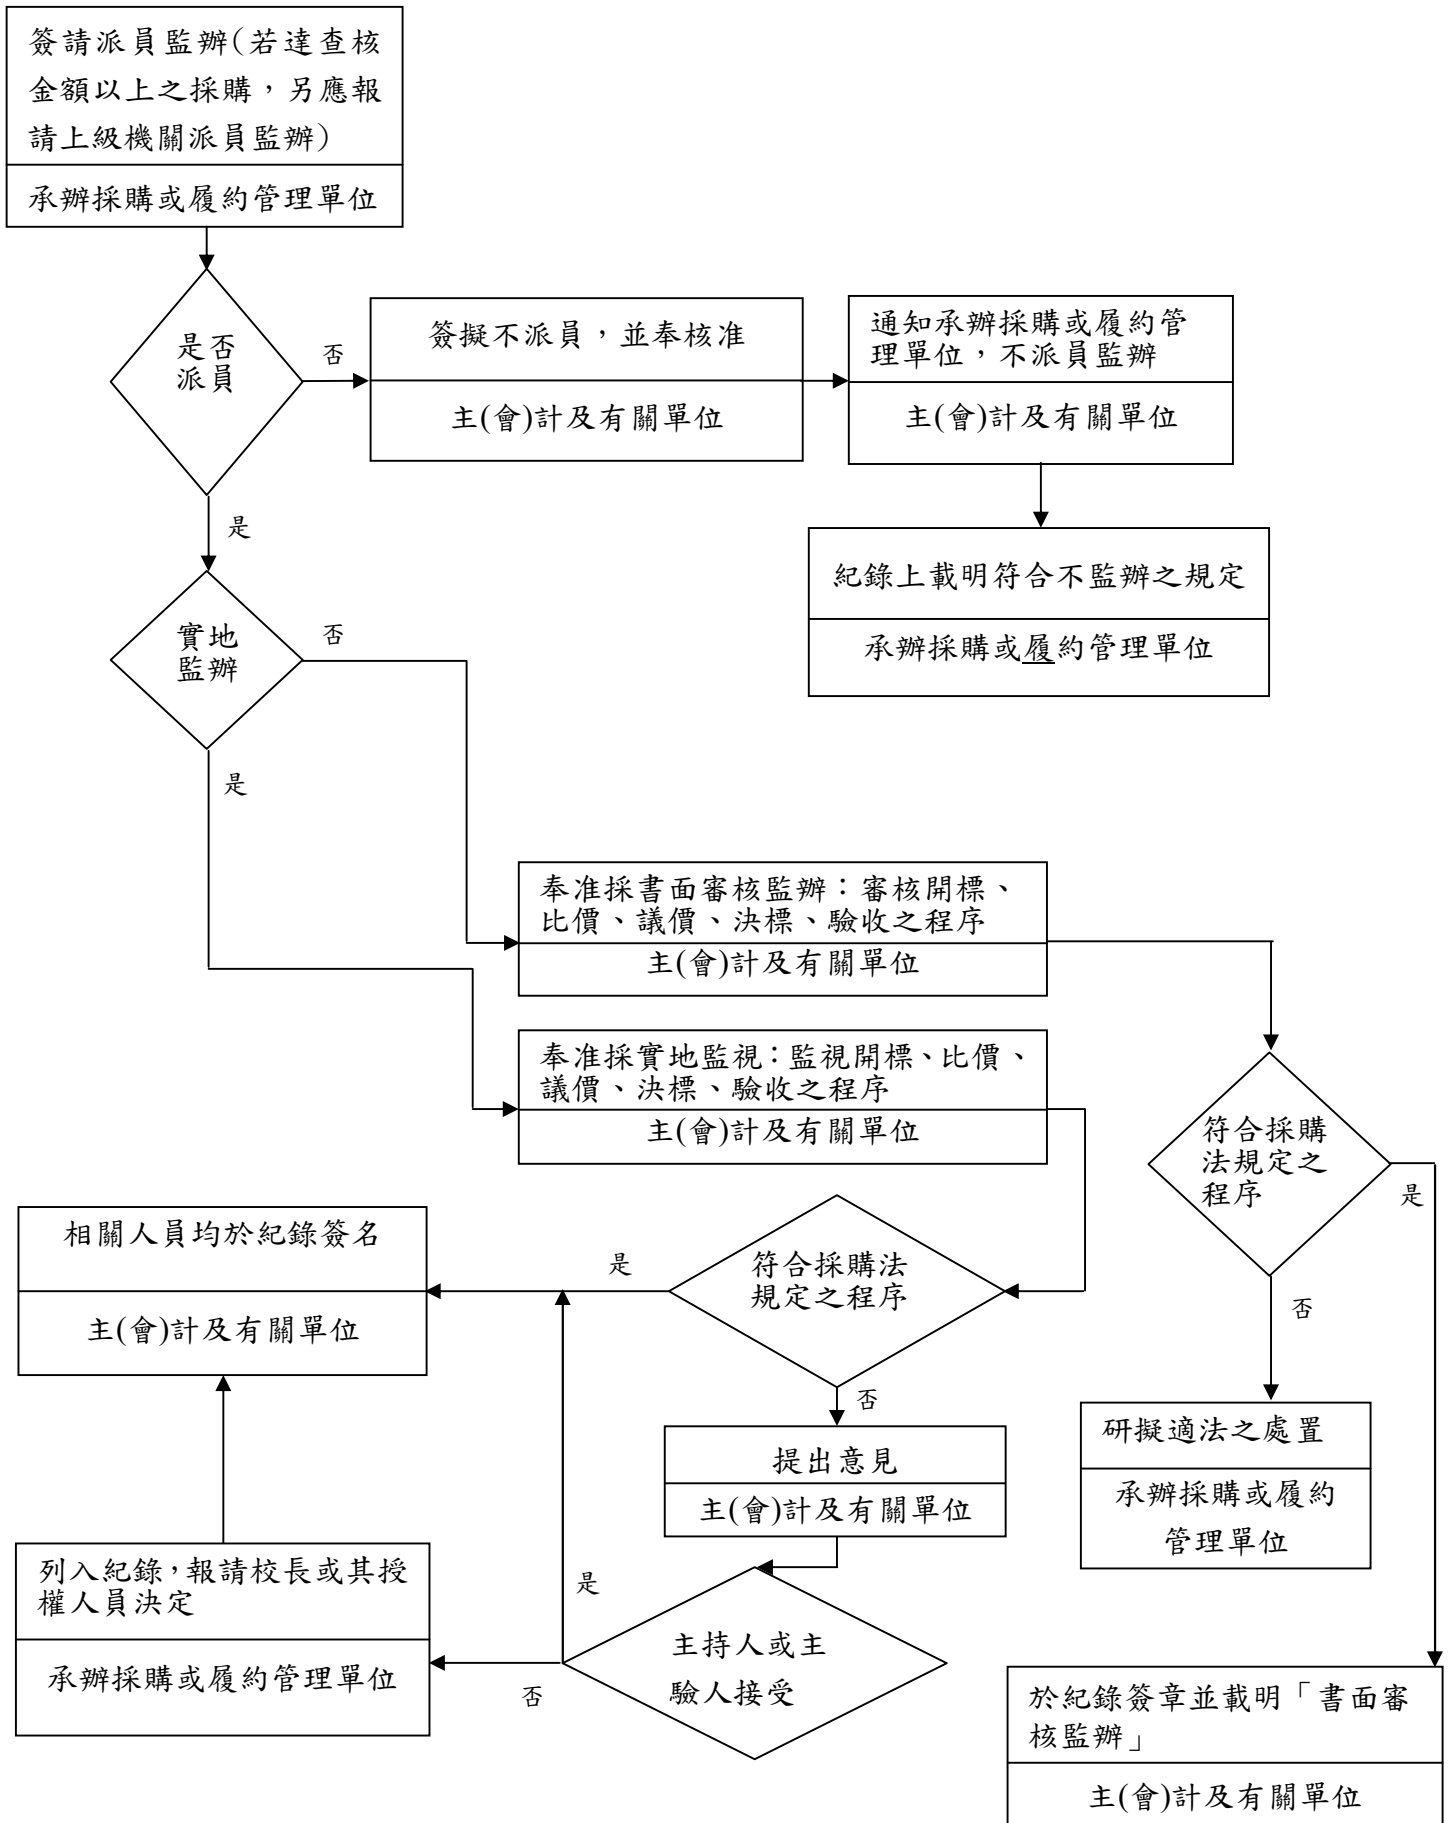 簽請派員監辦(若達查核
金額以上之採購，另應報
請上級機關派員監辦)
承辦採購或履約管理單位
是否
派員
否
簽擬不派員，並奉核准
主(會)計及有關單位
通知承辦採購或履約管
理單位，不派員監辦
主(會)計及有關單位
是
紀錄上載明符合不監辦之規定
承辦採購或履約管理單位
實地
監辦
否
是
奉准採書面審核監辦：審核開標、
比價、議價、決標、驗收之程序
主(會)計及有關單位
奉准採實地監視：監視開標、比價、
議價、決標、驗收之程序
主(會)計及有關單位
符合採購
法規定之
程序
是
否
相關人員均於紀錄簽名
主(會)計及有關單位
是
符合採購法
規定之程序
否
提出意見
主(會)計及有關單位
研擬適法之處置
承辦採購或履約
管理單位
列入紀錄，報請校長或其授
權人員決定
承辦採購或履約管理單位
是
否
主持人或主
驗人接受
於紀錄簽章並載明「書面審
核監辦」
主(會)計及有關單位